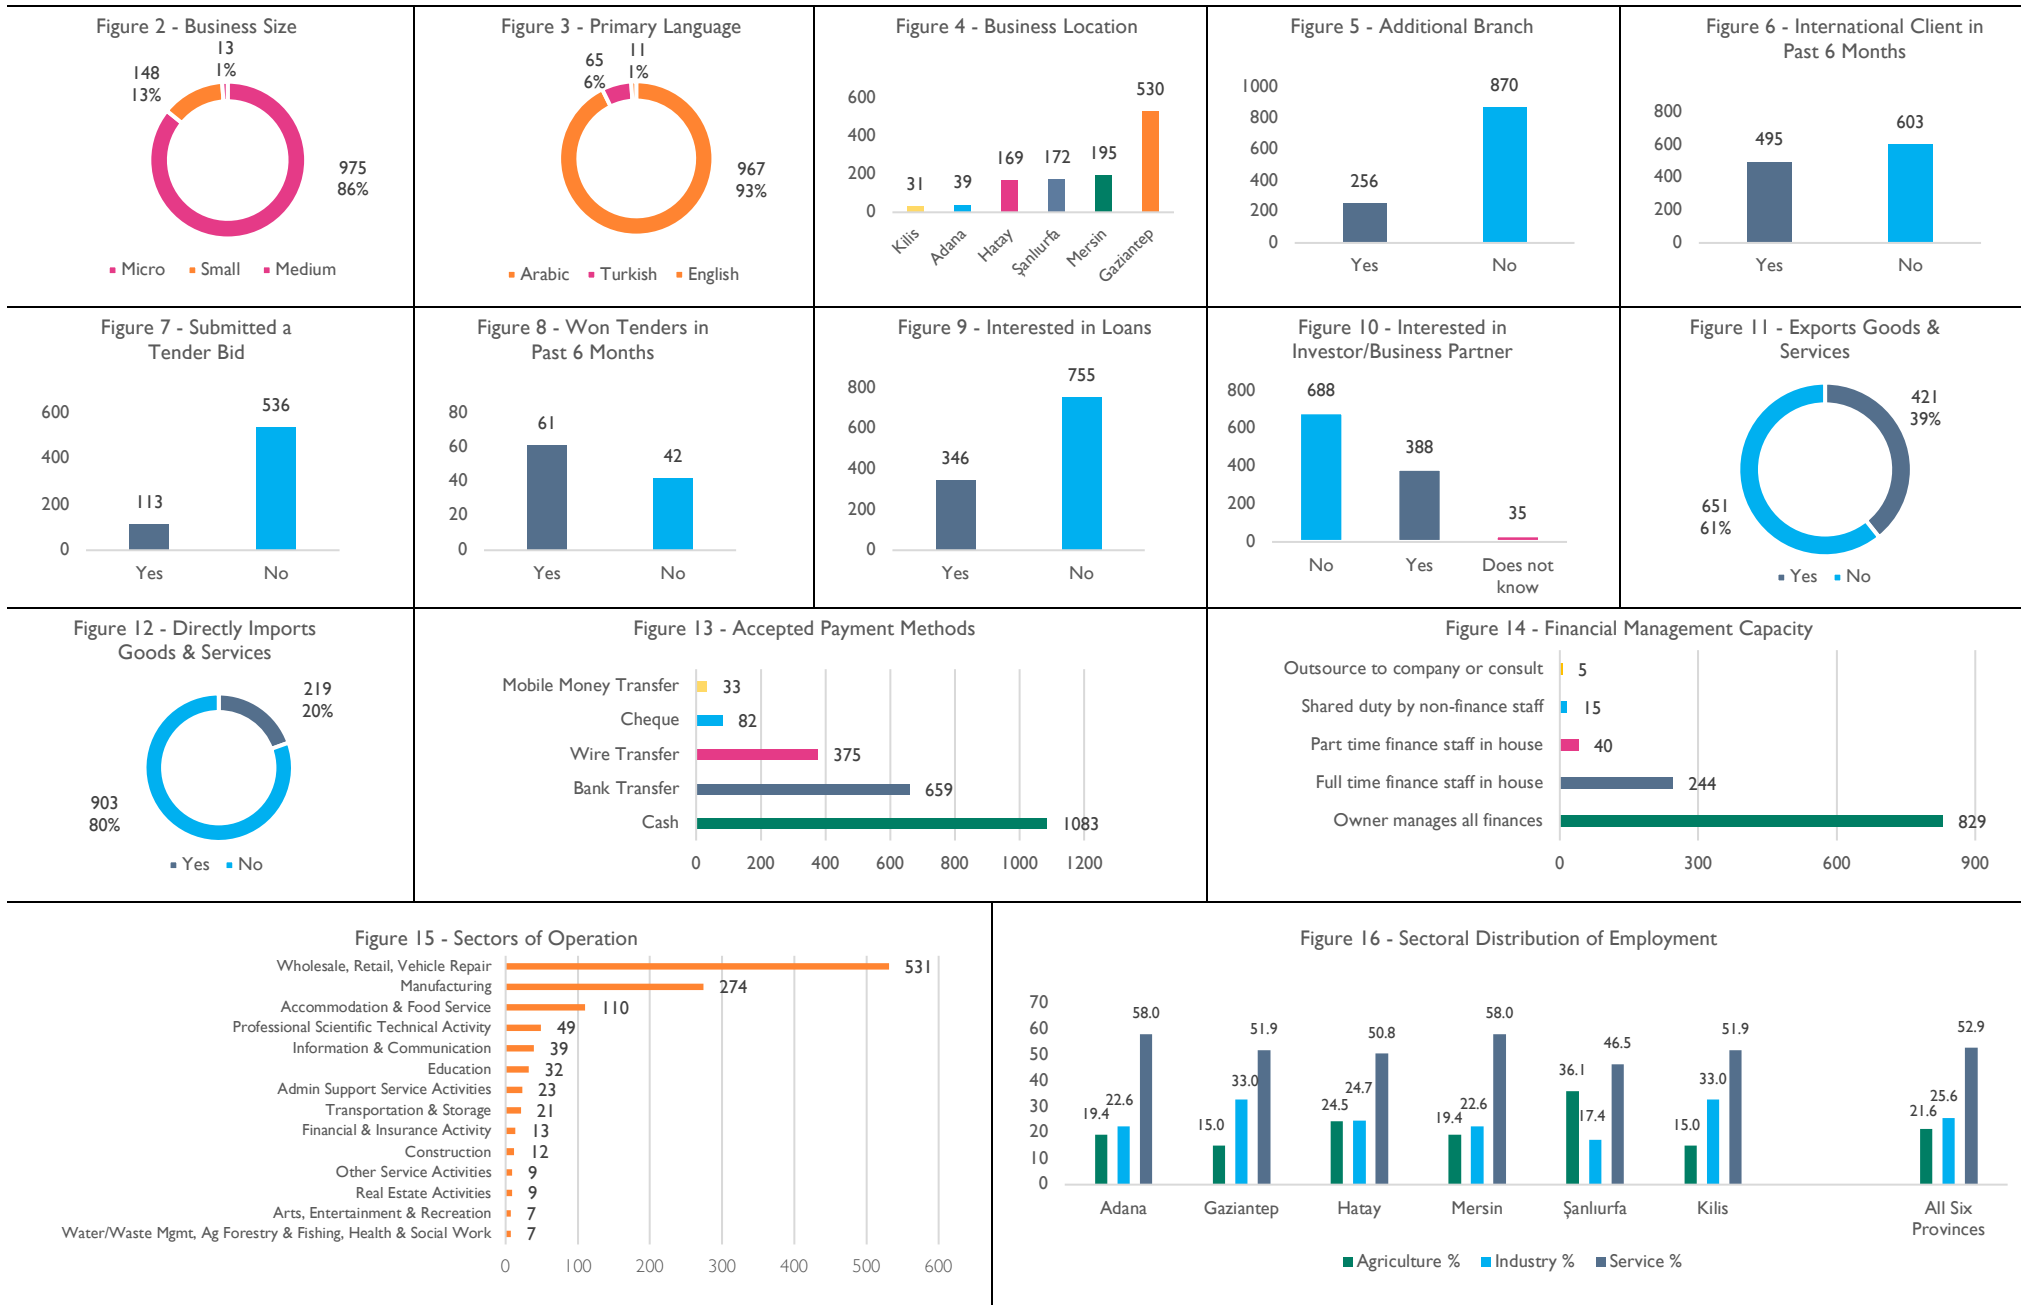 Figure 2 - Business Size
13
1%
148
13%
975
86%
Micro Small Medium
Figure 3 - Primary Language
11
1%
65
6%
967
93%
Arabic Turkish English
Figure 4 - Business Location
600
400
200
0
31
39
169
172
195
530
Kilis
Adana
Hatay
Şanlıurfa
Mersin
Gaziantep
Figure 5 - Additional Branch
1000
800
600
400
200
0
256
870
Yes No
Figure 6 - International Client in
Past 6 Months
800
600
400
200
0
495
603
Yes No
Figure 7 - Submitted a
Tender Bid
600
400
200
0
113
536
Yes No
Figure 8 - Won Tenders in
Past 6 Months
80
60
40
20
0
61
42
Yes No
Figure 9 - Interested in Loans
800
600
400
200
0
346
755
Yes No
Figure 10 - Interested in
Investor/Business Partner
800
600
400
200
0
688
388
35
No Yes Does not
know
Figure 11 - Exports Goods &
Services
421
39%
651
61%
Yes No
Figure 12 - Directly Imports
Goods & Services
219
20%
903
80%
Yes No
Figure 13 - Accepted Payment Methods
Mobile Money Transfer 33
Cheque 82
Wire Transfer 375
Bank Transfer 659
Cash 1083
0 200 400 600 800 1000 1200
Figure 14 - Financial Management Capacity
Outsource to company or consult 5
Shared duty by non-finance staff 15
Part time finance staff in house 40
Full time finance staff in house 244
Owner manages all finances 829
0 300 600 900
Figure 15 - Sectors of Operation
Wholesale, Retail, Vehicle Repair 531
Manufacturing 274
Accommodation & Food Service 110
Professional Scientific Technical Activity 49
Information & Communication 39
Education 32
Admin Support Service Activities 23
Transportation & Storage 21
Financial & Insurance Activity 13
Construction 12
Other Service Activities 9
Real Estate Activities 9
Arts, Entertainment & Recreation 7
Water/Waste Mgmt, Ag Forestry & Fishing, Health & Social Work 7
0 100 200 300 400 500 600
Figure 16 - Sectoral Distribution of Employment
70
60
50
40
30
20
10
0
19.4 22.6 58.0
15.0 33.0 51.9
24.5 24.7 50.8
19.4 22.6 58.0
36.1 17.4 46.5
15.0 33.0 51.9
21.6 25.6 52.9
Adana Gaziantep Hatay Mersin Şanlıurfa Kilis All Six
Provinces
Agriculture % Industry % Service %